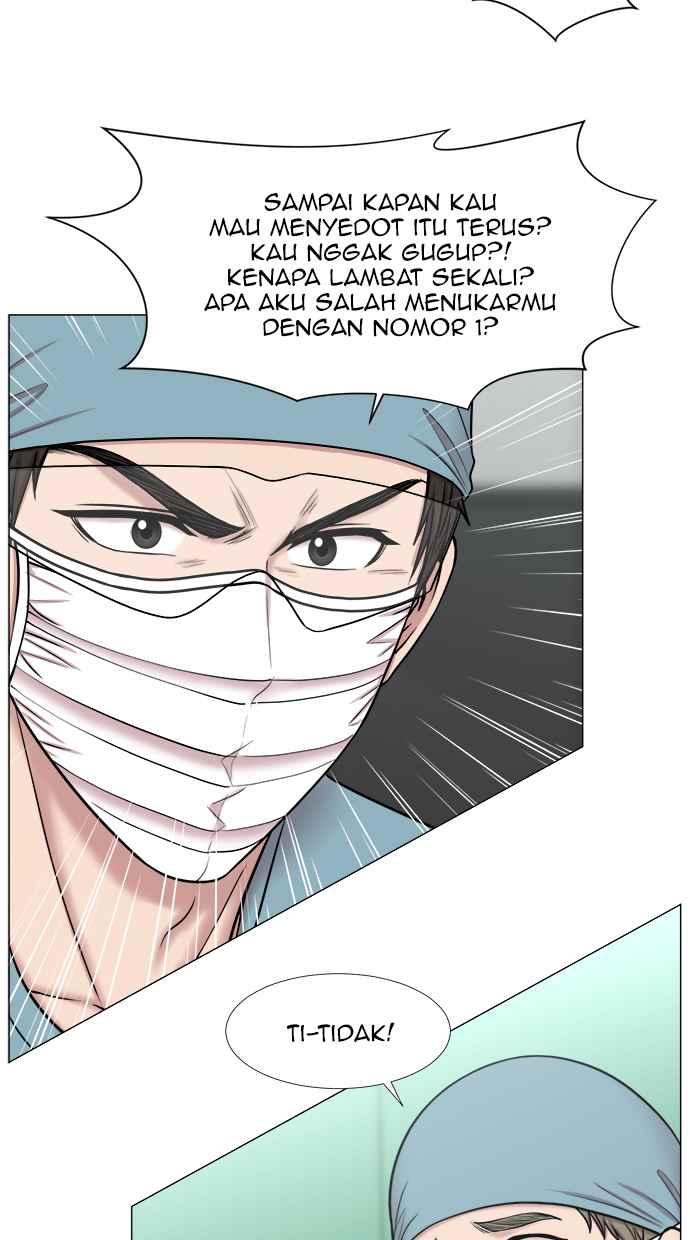 SAMPAI KAPAN KAU
MAU MENYEDOT ITU TERUS?
KAU NGGAK GUGUP?!
KENAPA LAMBAT SEKALI?
APA AKU SALAH MENUKARMU
DENGAN NOMOR 1?
TI-TIDAK!